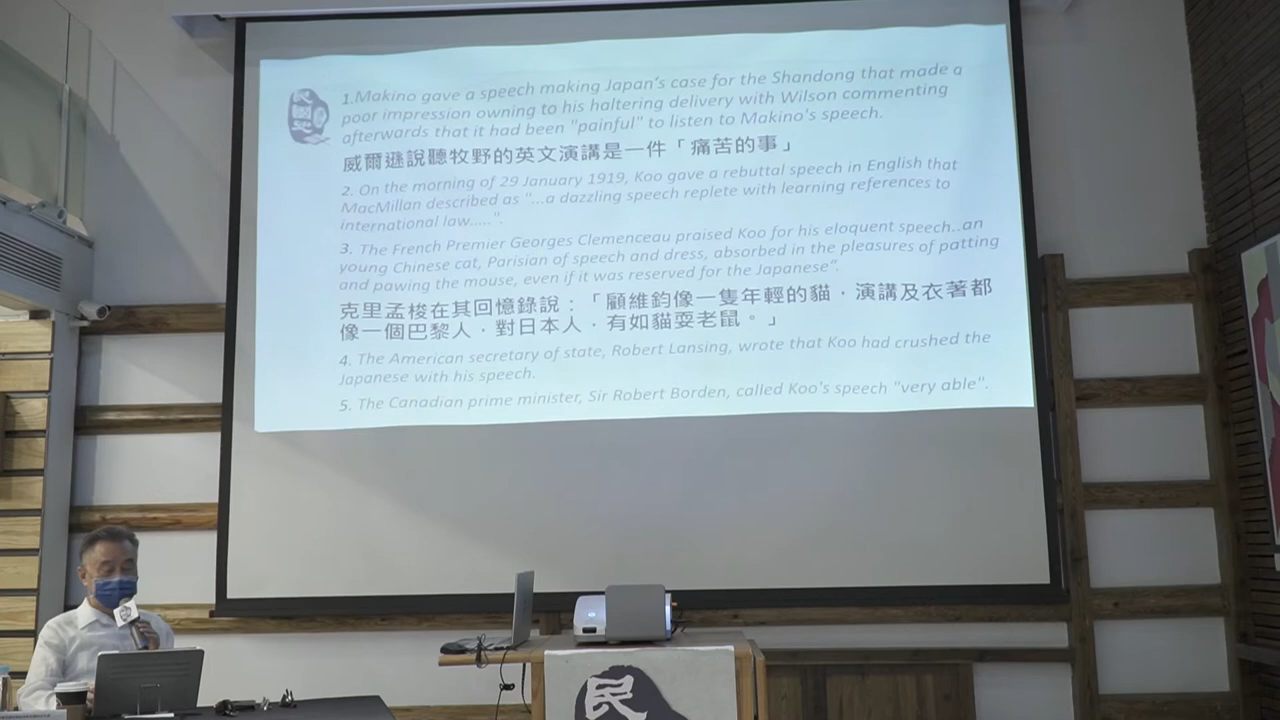 民國地
1.Makino gave a speech making Japan's case for the Shandong that made a
poor impression owning to his haltering delivery with Wilson commenting
afterwards that it had been "painful" to listen to Makino's speech.
威爾遜說聽牧野的英文演講是一件「痛苦的事」
2. On the morning of 29 January 1919, Koo gave a rebuttal speech in English that
MacMillan described as "...a dazzling speech replete with learning references to
international law.....".
3. The French Premier Georges Clemenceau praised Koo for his eloquent speech..an
young Chinese cat, Parisian of speech and dress, absorbed in the pleasures of patting
and pawing the mouse, even if it was reserved for the Japanese".
克里孟梭在其回憶錄說：「顧維鈞像一隻年輕的貓．演講及衣著都
像一個巴黎人．對日本人．有如貓耍老鼠。」
4. The American secretary of state, Robert Lansing, wrote that Koo had crushed the
Japanese with his speech.
5. The Canadian prime minister, Sir Robert Borden, called Koo's speech "very able".
民